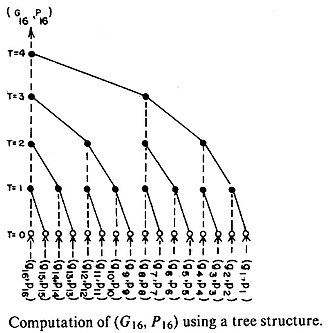 (G16, P16)
T=4
T=3
T=2
T=1
T=0
(g16,P16)
(g15,P15)
(g14,P14)
(g13,P13)
(g12,P12)
(g11,P11)
(g10,P10)
(g9,P9)
(g8,P8)
(g7,P7)
(g6,P6)
(g5,P5)
(g4,P4)
(g3,P3)
(g2,P2)
(g1,P1)
Computation of (G16, P16) using a tree structure.